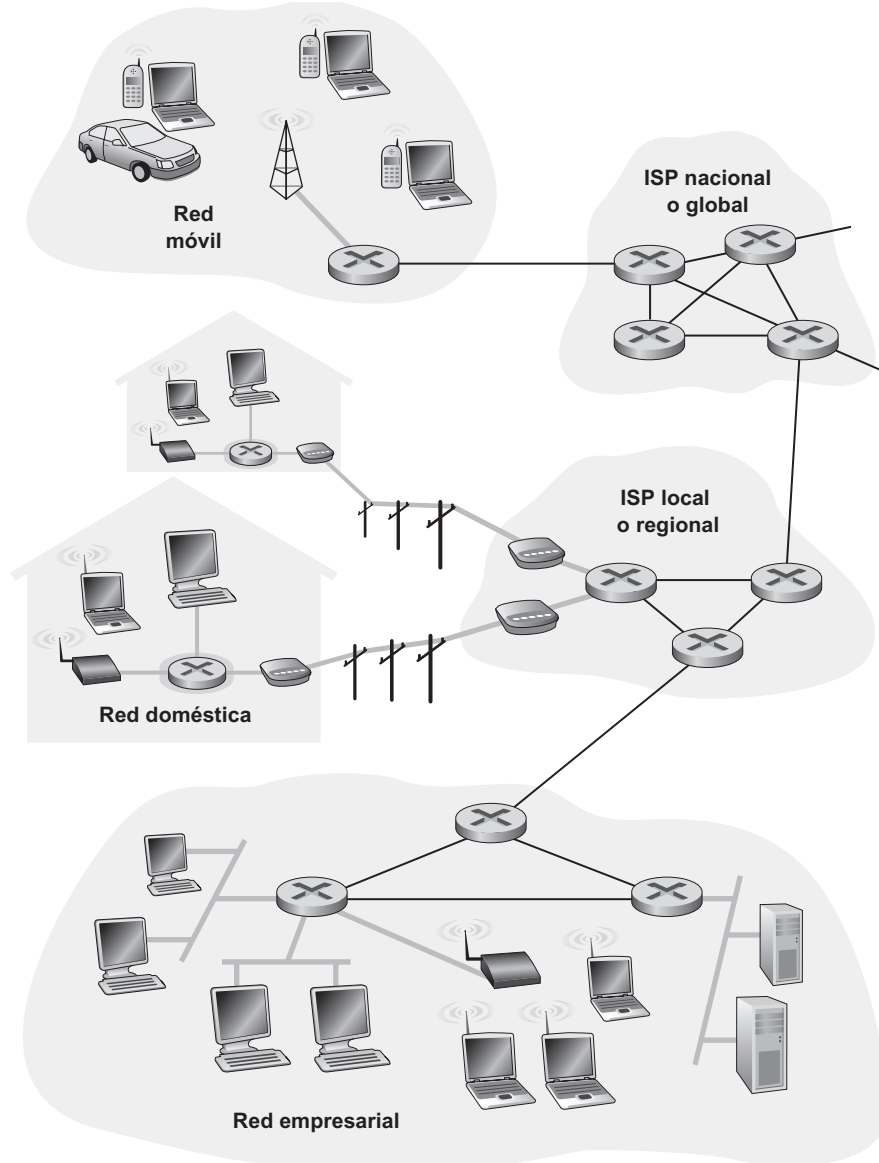 Red
móvil
ISP nacional
o global
ISP local
o regional
Red doméstica
Red empresarial